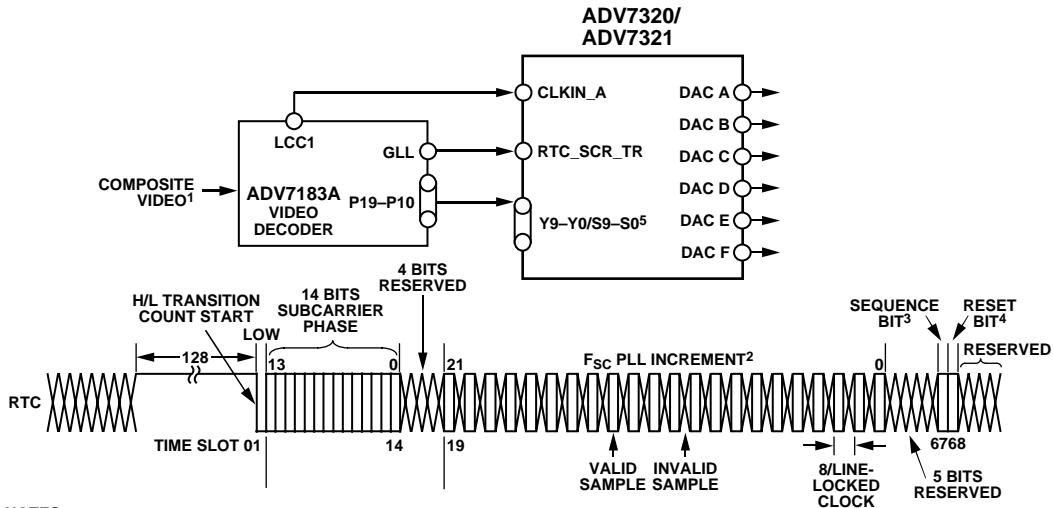 ADV7320/
ADV7321
CLKIN_A
DAC A
DAC B
LCC1
GLL
RTC_SCR_TR
DAC C
COMPOSITE
VIDEO1
ADV7183A
VIDEO
DECODER
P19–P10
DAC D
Y9–Y0/S9–S05
DAC E
DAC F
4 BITS
RESERVED
H/L TRANSITION
COUNT START
14 BITS
SUBCARRIER
PHASE
SEQUENCE
BIT3
RESET
BIT4
LOW
128
13
0
21
FSC PLL INCREMENT2
0
RESERVED
RTC
TIME SLOT 01
14
19
6768
VALID
SAMPLE
INVALID
SAMPLE
8/LINE-
LOCKED
CLOCK
5 BITS
RESERVED